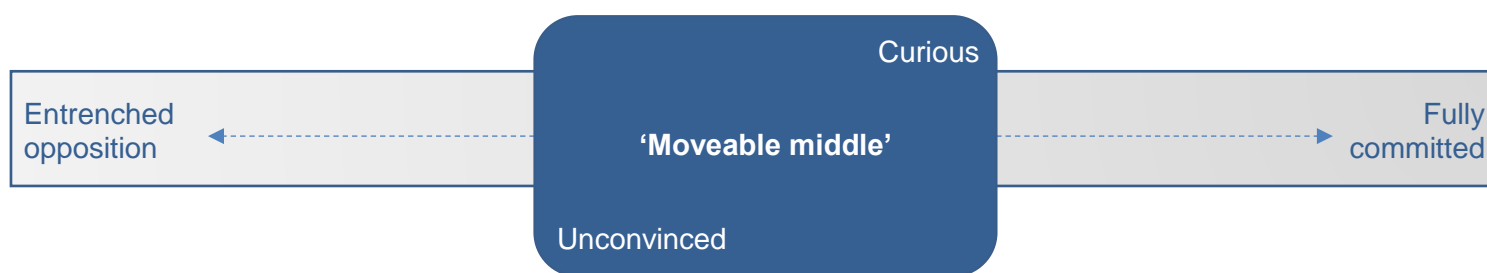 Curious
Entrenched
opposition
‘Moveable middle’
Fully
committed
Unconvinced